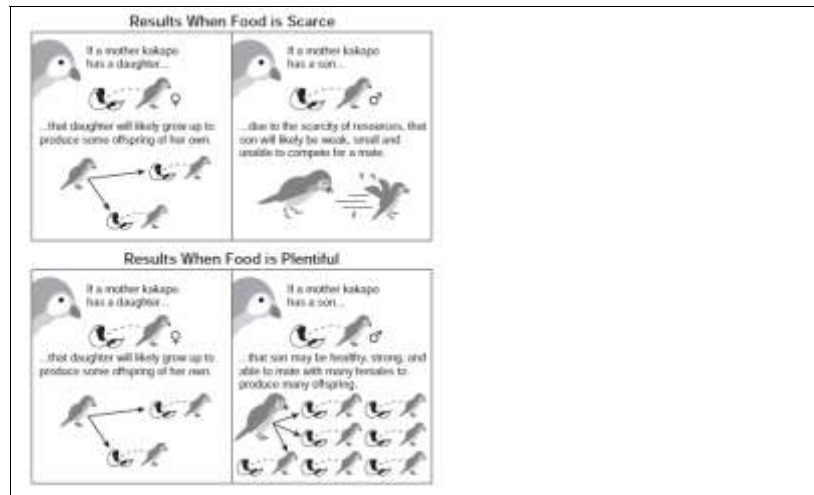 Results When Food is Scarce
If a mother kakapo
has a daughter...
♀
...that daughter will likely grow up to
produce some offspring of her own.
If a mother kakapo
has a son...
♂
...due to the scarcity of resources, that
son will likely be weak, small and
unable to compete for a mate.
Results When Food is Plentiful
If a mother kakapo
has a daughter...
♀
...that daughter will likely grow up to
produce some offspring of her own.
If a mother kakapo
has a son...
♂
...that son may be healthy, strong, and
able to mate with many females to
produce many offspring.